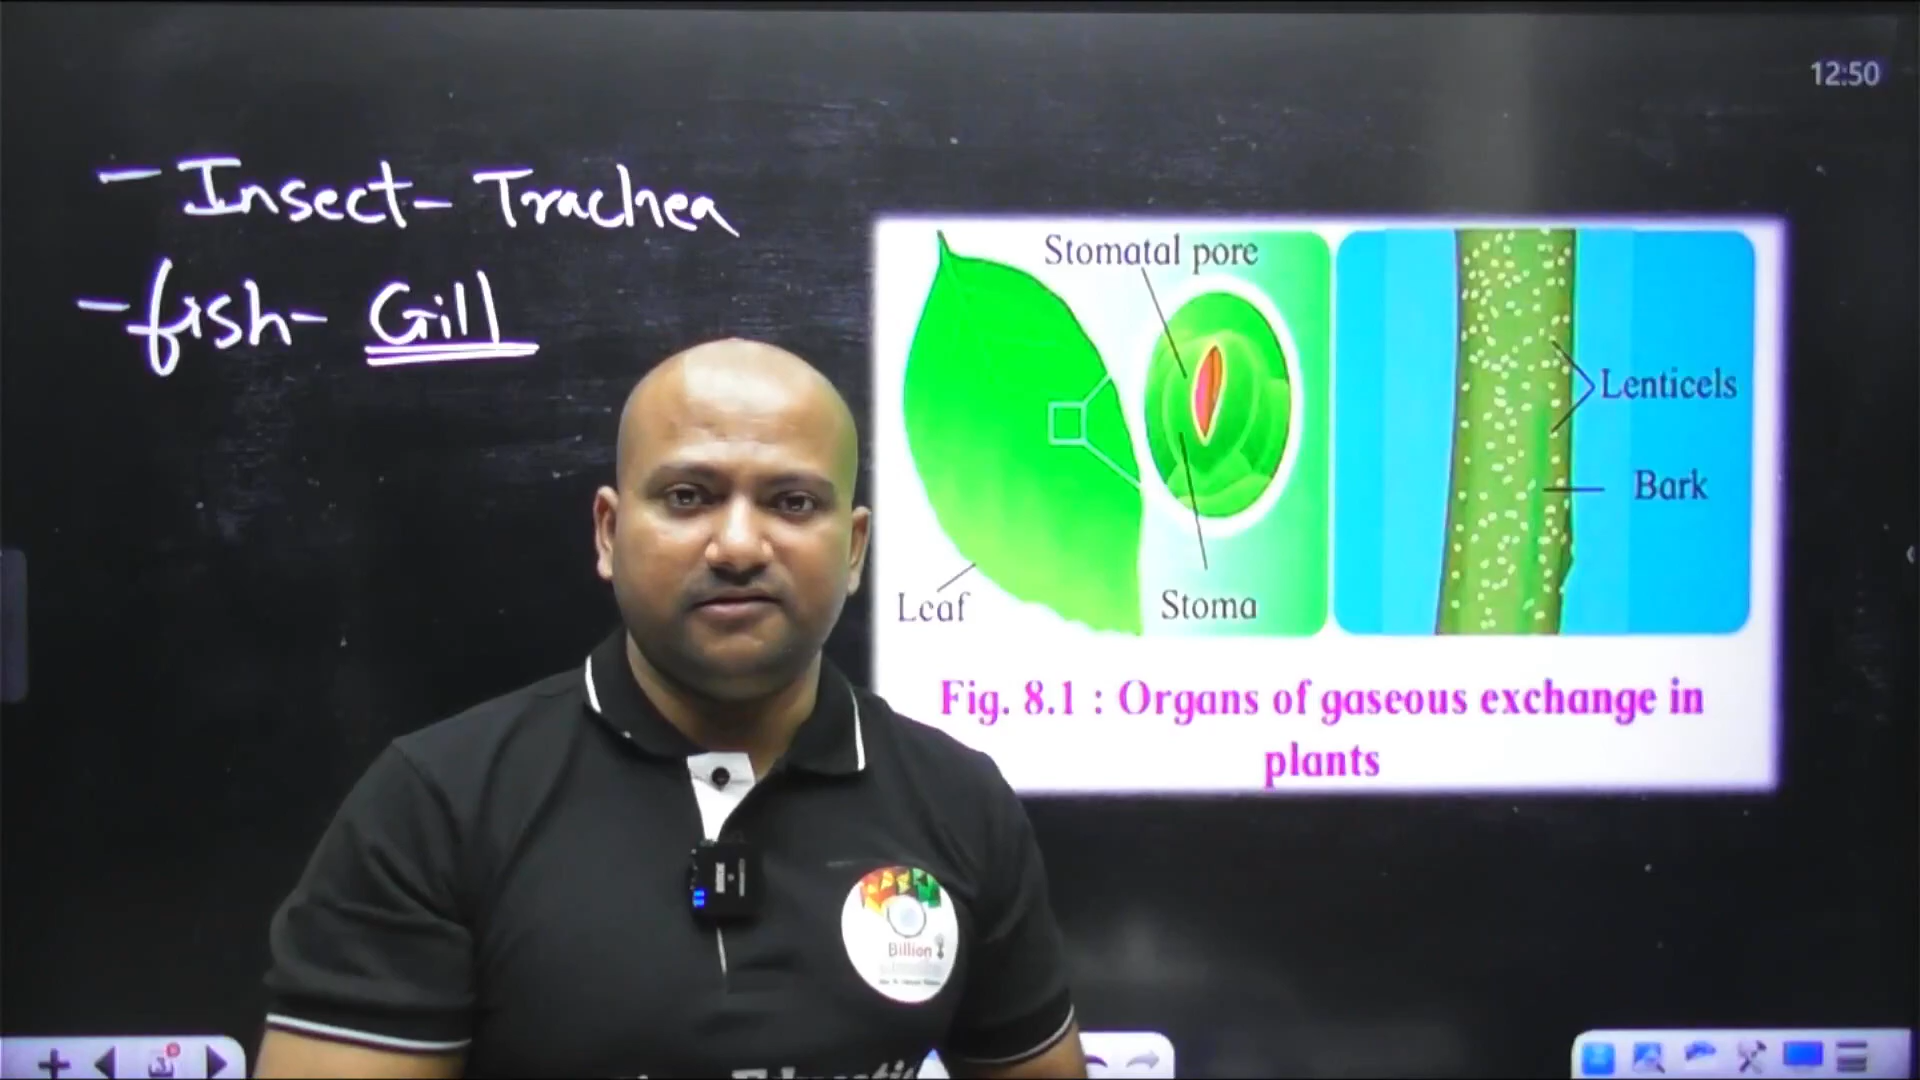 12:50
- Insect - Trachea
- fish - Gill
Stomatal pore
Lenticels
Bark
Leaf
Stoma
Fig. 8.1 : Organs of gaseous exchange in
plants
Billion